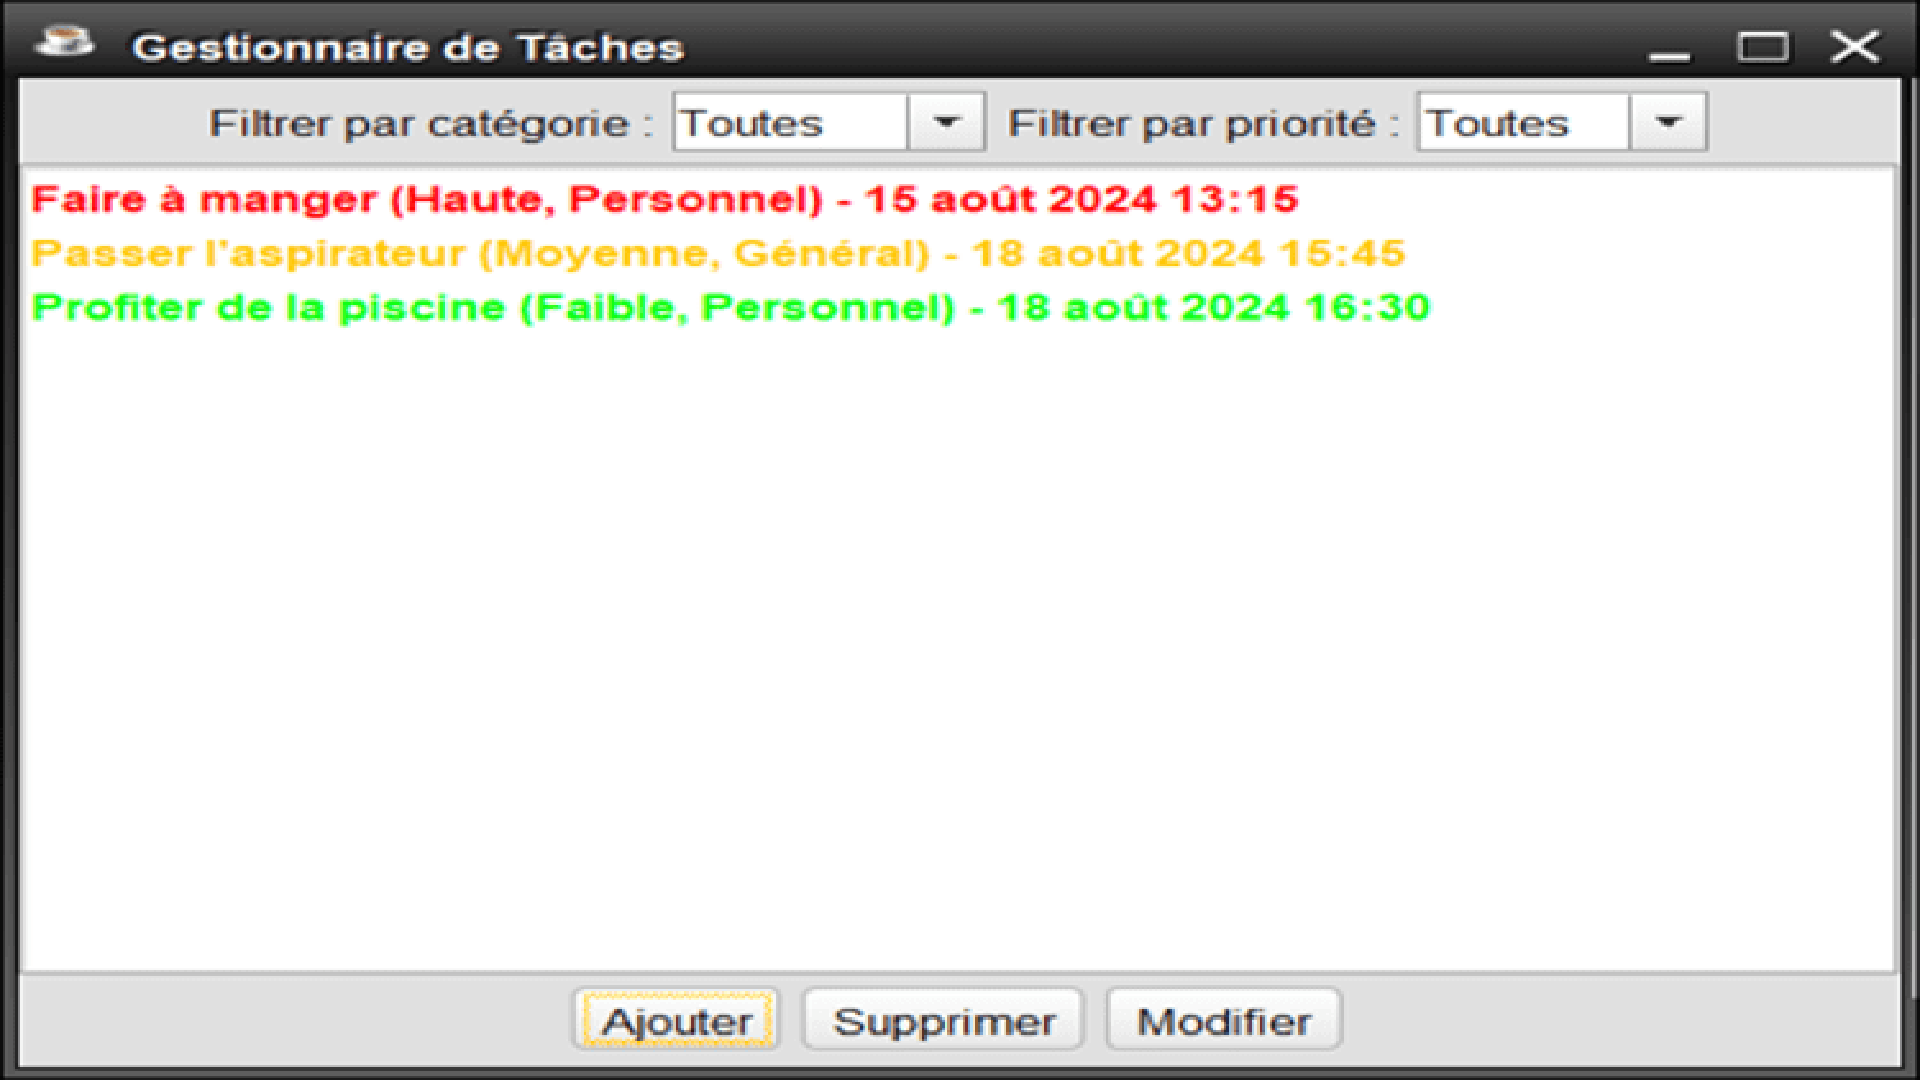 Gestionnaire de Tâches
Filtrer par catégorie : Toutes Filtrer par priorité : Toutes
Faire à manger (Haute, Personnel) - 15 août 2024 13:15
Passer l'aspirateur (Moyenne, Général) - 18 août 2024 15:45
Profiter de la piscine (Faible, Personnel) - 18 août 2024 16:30
Ajouter Supprimer Modifier